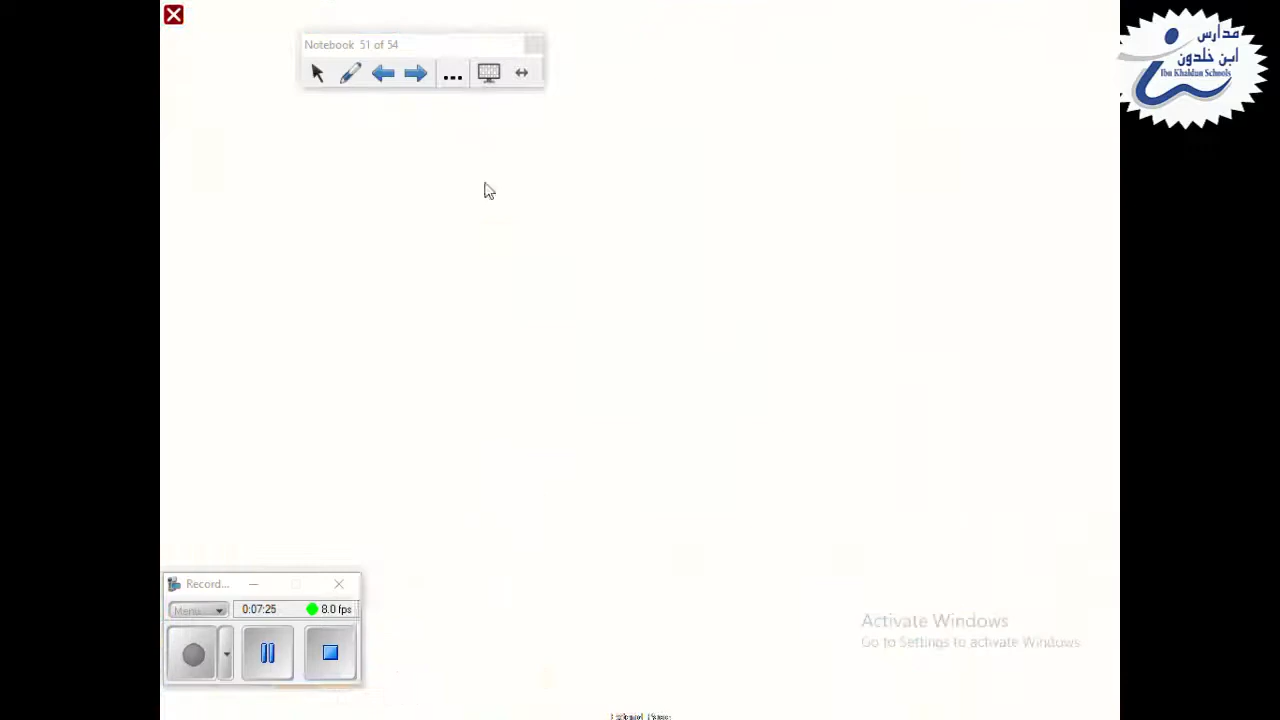 Notebook 51 of 54
مدارس
ابن خلدون
Ibn Khaldun Schools
Record...
Menu
0:07:25
8.0 fps
Activate Windows
Go to Settings to activate Windows